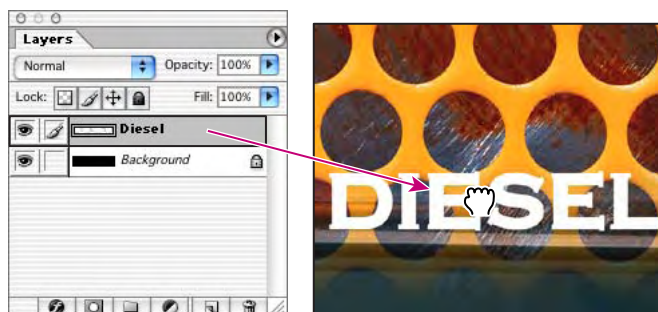 Layers
Normal Opacity: 100%
Lock: Fill: 100%
Diesel
Background
DIESEL